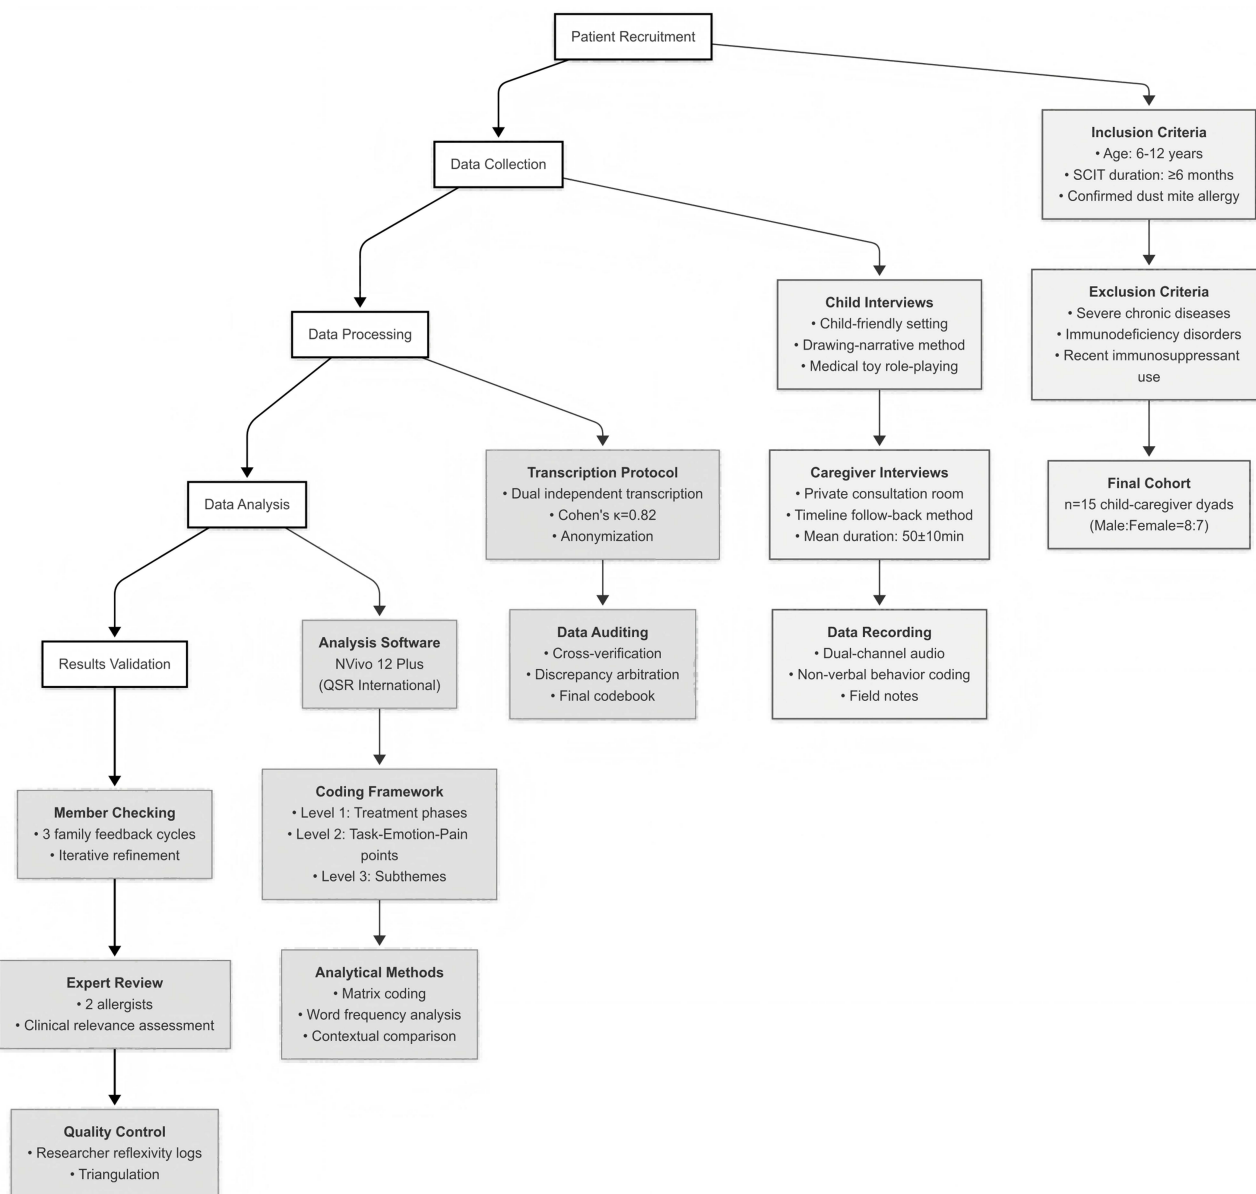 Patient Recruitment
Inclusion Criteria
• Age: 6-12 years
• SCIT duration: ≥6 months
• Confirmed dust mite allergy
Data Collection
Exclusion Criteria
• Severe chronic diseases
• Immunodeficiency disorders
• Recent immunosuppressant
use
Child Interviews
• Child-friendly setting
• Drawing-narrative method
• Medical toy role-playing
Data Processing
Final Cohort
n=15 child-caregiver dyads
(Male:Female=8:7)
Caregiver Interviews
• Private consultation room
• Timeline follow-back method
• Mean duration: 50±10min
Transcription Protocol
• Dual independent transcription
• Cohen's κ=0.82
• Anonymization
Data Analysis
Data Recording
• Dual-channel audio
• Non-verbal behavior coding
• Field notes
Data Auditing
• Cross-verification
• Discrepancy arbitration
• Final codebook
Analysis Software
NVivo 12 Plus
(QSR International)
Results Validation
Coding Framework
• Level 1: Treatment phases
• Level 2: Task-Emotion-Pain
points
• Level 3: Subthemes
Member Checking
• 3 family feedback cycles
• Iterative refinement
Analytical Methods
• Matrix coding
• Word frequency analysis
• Contextual comparison
Expert Review
• 2 allergists
• Clinical relevance assessment
Quality Control
• Researcher reflexivity logs
• Triangulation